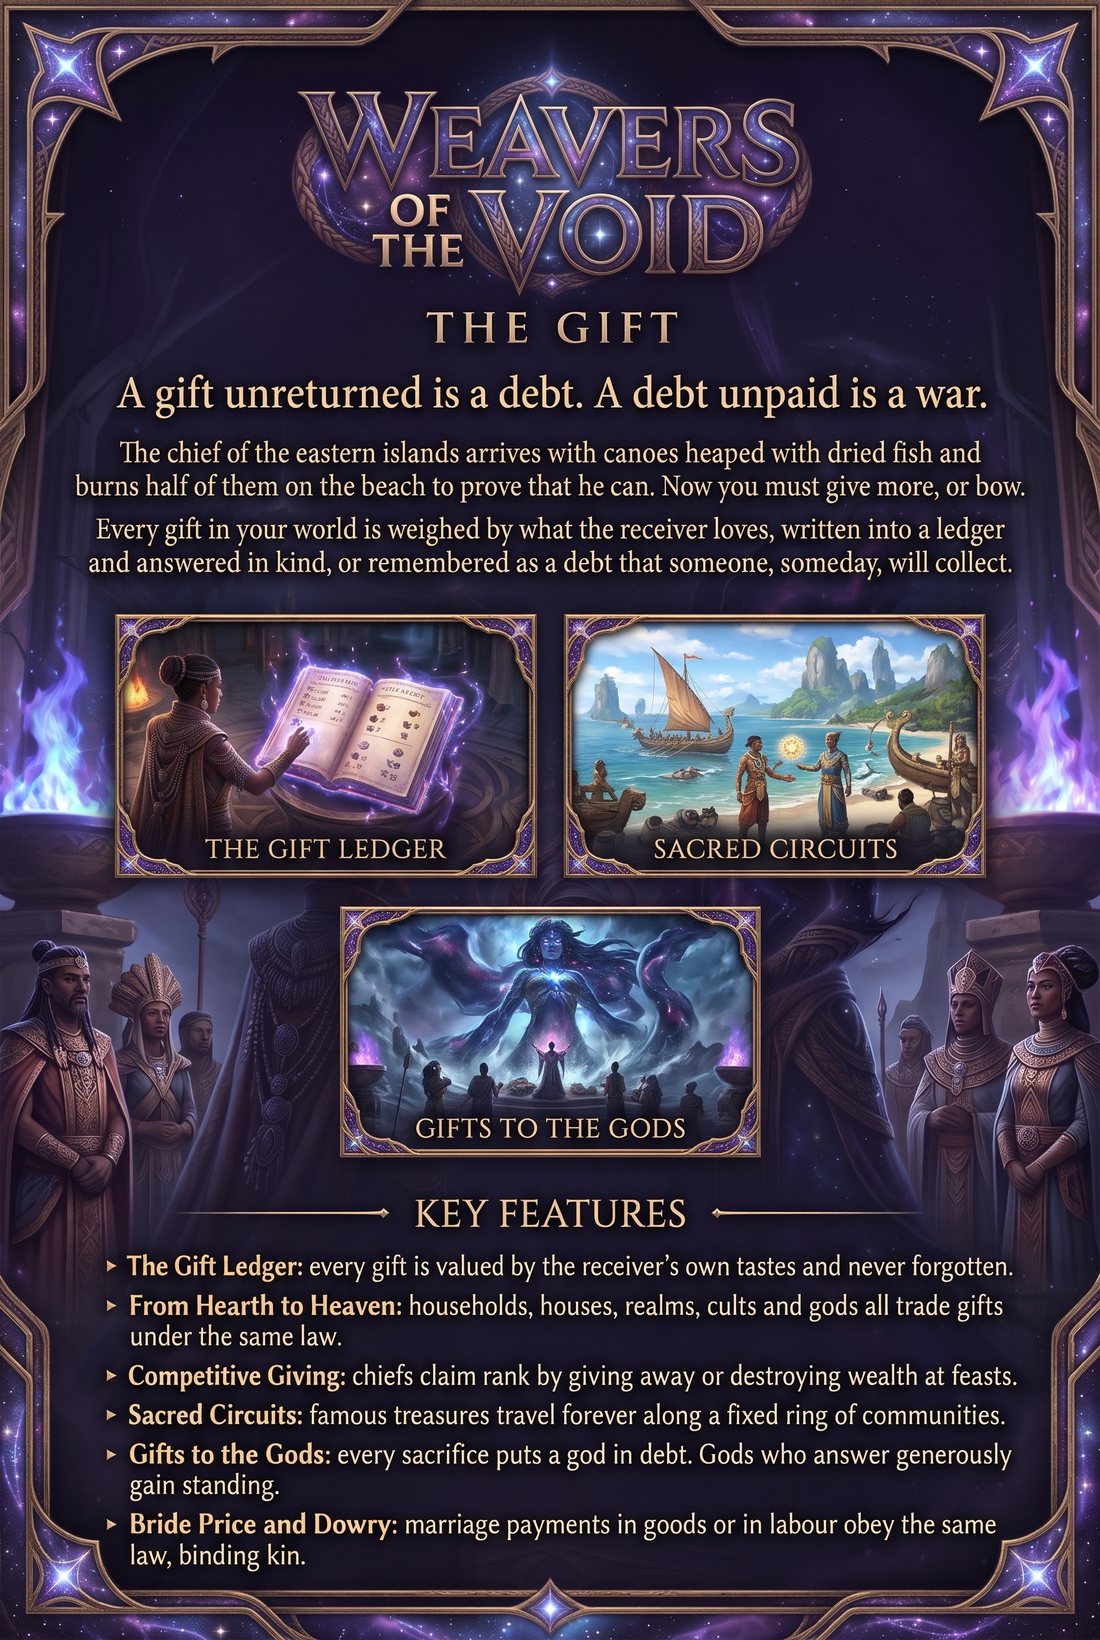 WEAVERS
OF THE VOID
THE GIFT
A gift unreturned is a debt. A debt unpaid is a war.
The chief of the eastern islands arrives with canoes heaped with dried fish and
burns half of them on the beach to prove that he can. Now you must give more, or bow.
Every gift in your world is weighed by what the receiver loves, written into a ledger
and answered in kind, or remembered as a debt that someone, someday, will collect.
THE GIFT LEDGER
SACRED CIRCUITS
GIFTS TO THE GODS
KEY FEATURES
▸ The Gift Ledger: every gift is valued by the receiver's own tastes and never forgotten.
▸ From Hearth to Heaven: households, houses, realms, cults and gods all trade gifts
under the same law.
▸ Competitive Giving: chiefs claim rank by giving away or destroying wealth at feasts.
▸ Sacred Circuits: famous treasures travel forever along a fixed ring of communities.
▸ Gifts to the Gods: every sacrifice puts a god in debt. Gods who answer generously
gain standing.
▸ Bride Price and Dowry: marriage payments in goods or in labour obey the same
law, binding kin.